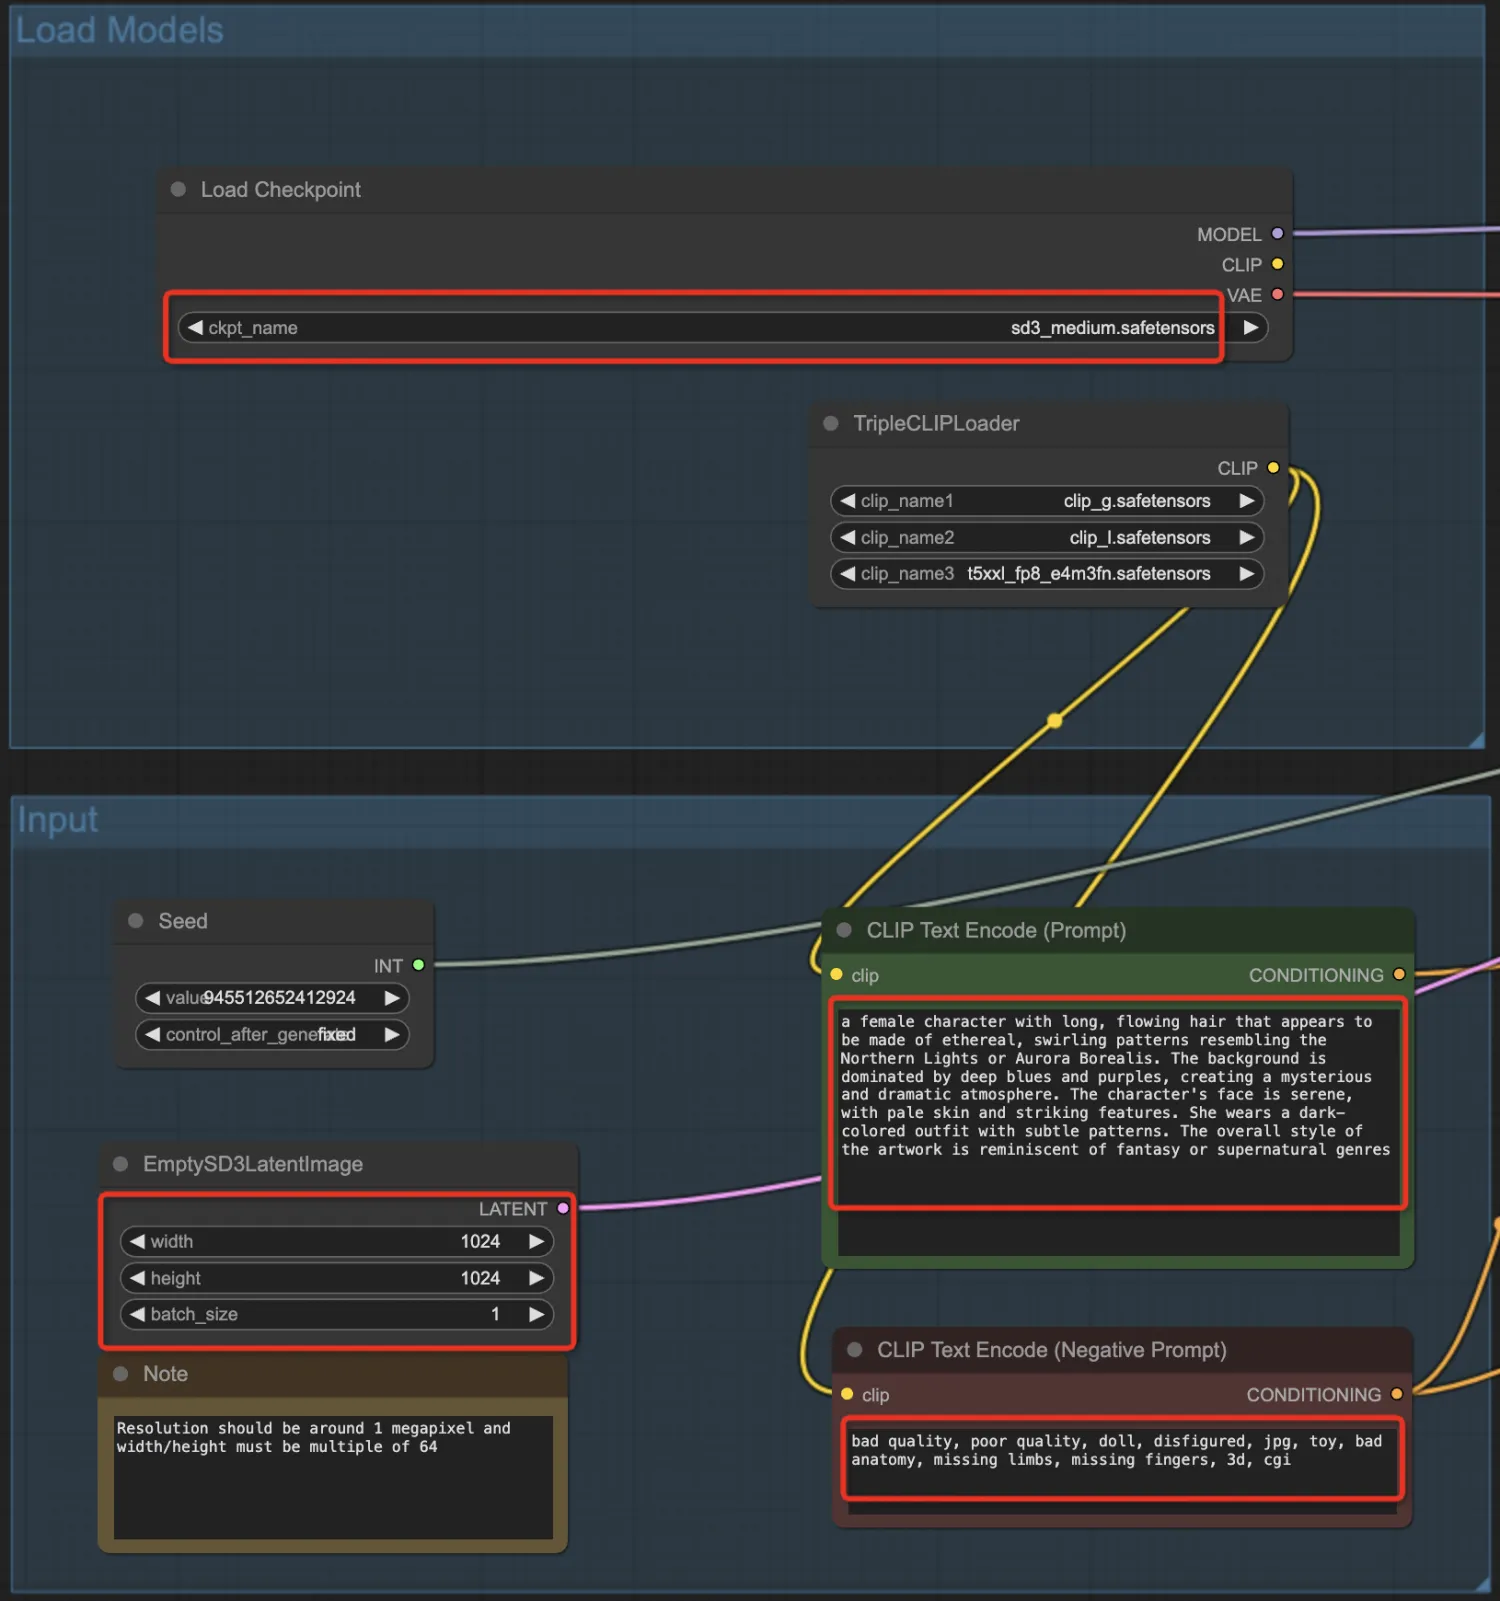 Load Models
Load Checkpoint
MODEL
CLIP
VAE
ckpt_name sd3_medium.safetensors
TripleCLIPLoader
CLIP
clip_name1 clip_g.safetensors
clip_name2 clip_l.safetensors
clip_name3 t5xxl_fp8_e4m3fn.safetensors
Input
Seed
INT
value 945512652412924
control_after_gene fixed
EmptySD3LatentImage
LATENT
width 1024
height 1024
batch_size 1
Note
Resolution should be around 1 megapixel and
width/height must be multiple of 64
CLIP Text Encode (Prompt)
clip CONDITIONING
a female character with long, flowing hair that appears to
be made of ethereal, swirling patterns resembling the
Northern Lights or Aurora Borealis. The background is
dominated by deep blues and purples, creating a mysterious
and dramatic atmosphere. The character's face is serene,
with pale skin and striking features. She wears a dark-
colored outfit with subtle patterns. The overall style of
the artwork is reminiscent of fantasy or supernatural genres
CLIP Text Encode (Negative Prompt)
clip CONDITIONING
bad quality, poor quality, doll, disfigured, jpg, toy, bad
anatomy, missing limbs, missing fingers, 3d, cgi